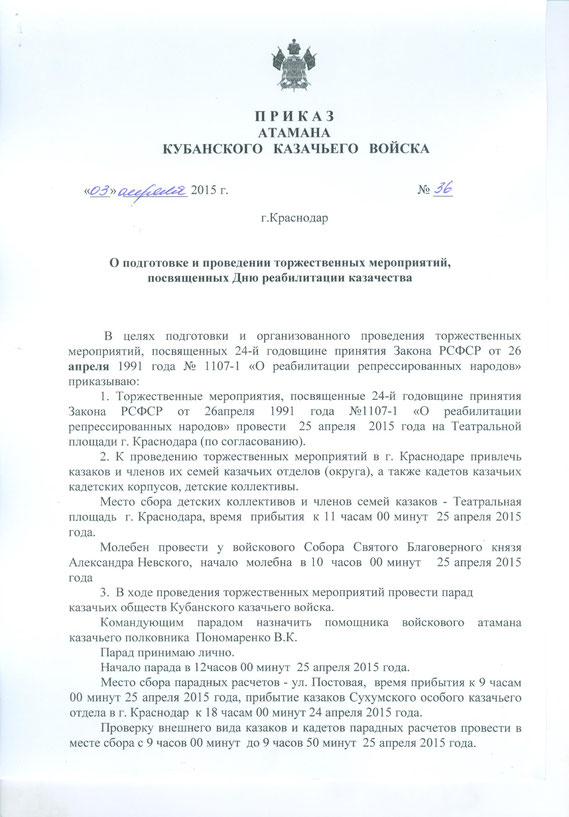 П Р И К А З
АТАМАНА
КУБАНСКОГО КАЗАЧЬЕГО ВОЙСКА
«03» апреля 2015 г. № 36
г.Краснодар
О подготовке и проведении торжественных мероприятий,
посвященных Дню реабилитации казачества
В целях подготовки и организованного проведения торжественных
мероприятий, посвященных 24-й годовщине принятия Закона РСФСР от 26
апреля 1991 года № 1107-1 «О реабилитации репрессированных народов»
приказываю:
1. Торжественные мероприятия, посвященные 24-й годовщине принятия
Закона РСФСР от 26апреля 1991 года №1107-1 «О реабилитации
репрессированных народов» провести 25 апреля 2015 года на Театральной
площади г. Краснодара (по согласованию).
2. К проведению торжественных мероприятий в г. Краснодаре привлечь
казаков и членов их семей казачьих отделов (округа), а также кадетов казачьих
кадетских корпусов, детские коллективы.
Место сбора детских коллективов и членов семей казаков - Театральная
площадь г. Краснодара, время прибытия к 11 часам 00 минут 25 апреля 2015
года.
Молебен провести у войскового Собора Святого Благоверного князя
Александра Невского, начало молебна в 10 часов 00 минут 25 апреля 2015
года
3. В ходе проведения торжественных мероприятий провести парад
казачьих обществ Кубанского казачьего войска.
Командующим парадом назначить помощника войскового атамана
казачьего полковника Пономаренко В.К.
Парад принимаю лично.
Начало парада в 12часов 00 минут 25 апреля 2015 года.
Место сбора парадных расчетов - ул. Постовая, время прибытия к 9 часам
00 минут 25 апреля 2015 года, прибытие казаков Сухумского особого казачьего
отдела в г. Краснодар к 18 часам 00 минут 24 апреля 2015 года.
Проверку внешнего вида казаков и кадетов парадных расчетов провести в
месте сбора с 9 часов 00 минут до 9 часов 50 минут 25 апреля 2015 года.